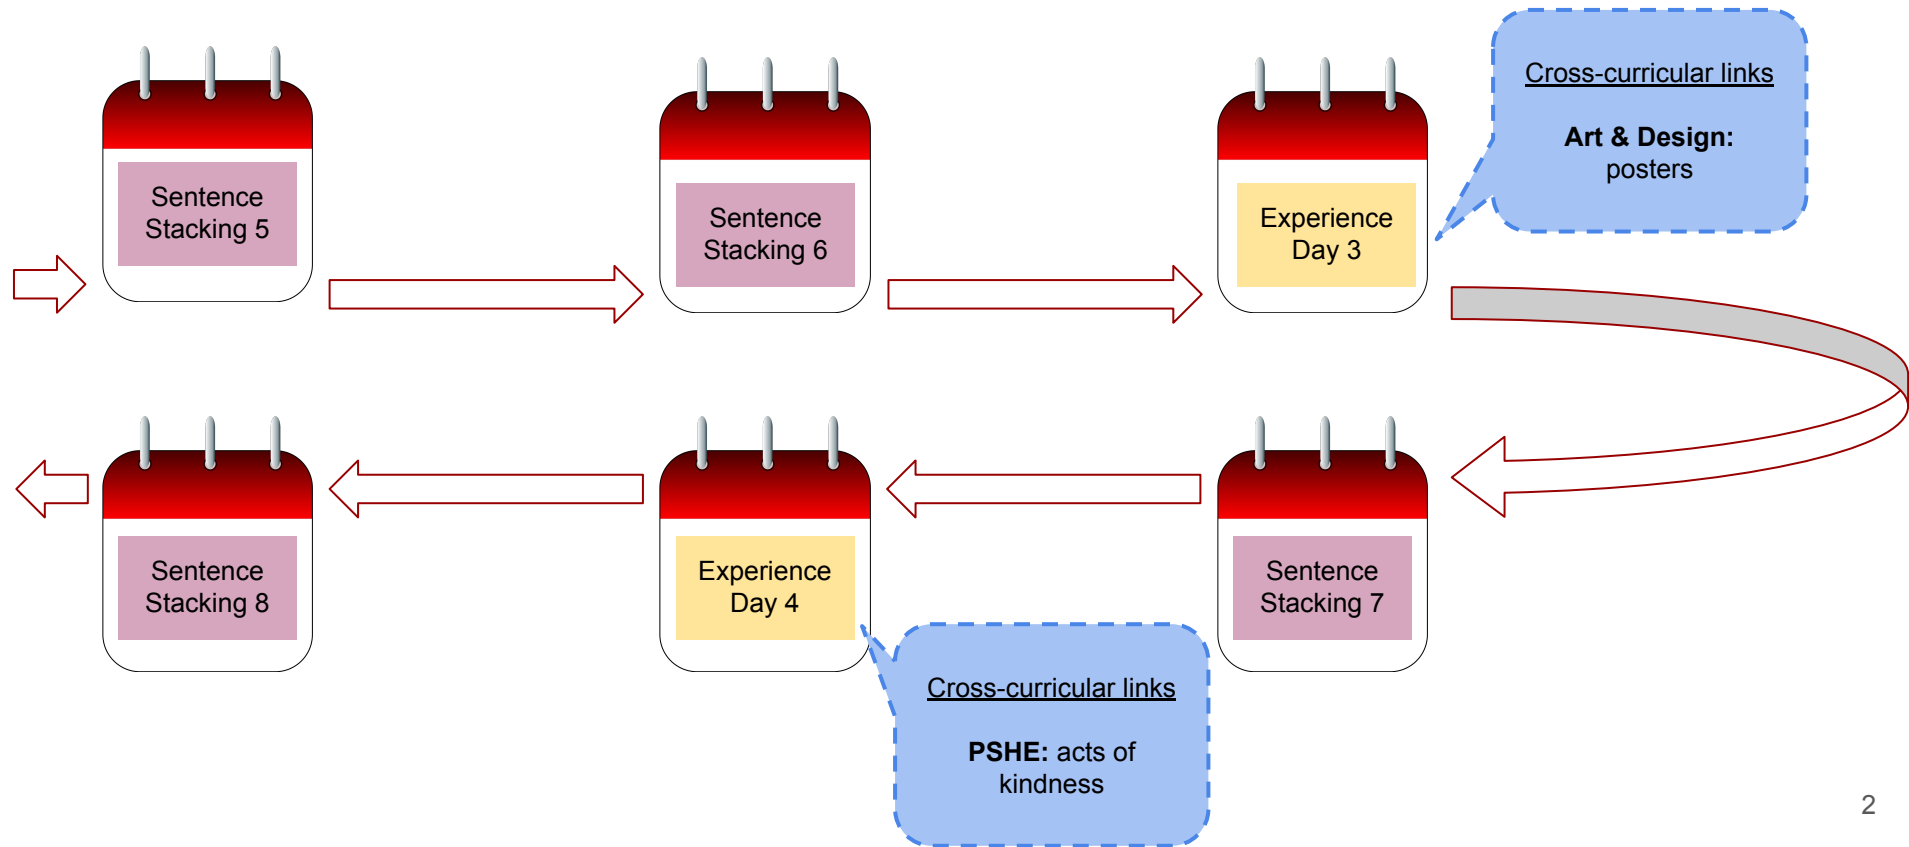 Sentence
Stacking 5
Sentence
Stacking 6
Experience
Day 3
Cross-curricular links
Art & Design:
posters
Sentence
Stacking 8
Experience
Day 4
Sentence
Stacking 7
Cross-curricular links
PSHE: acts of
kindness
2